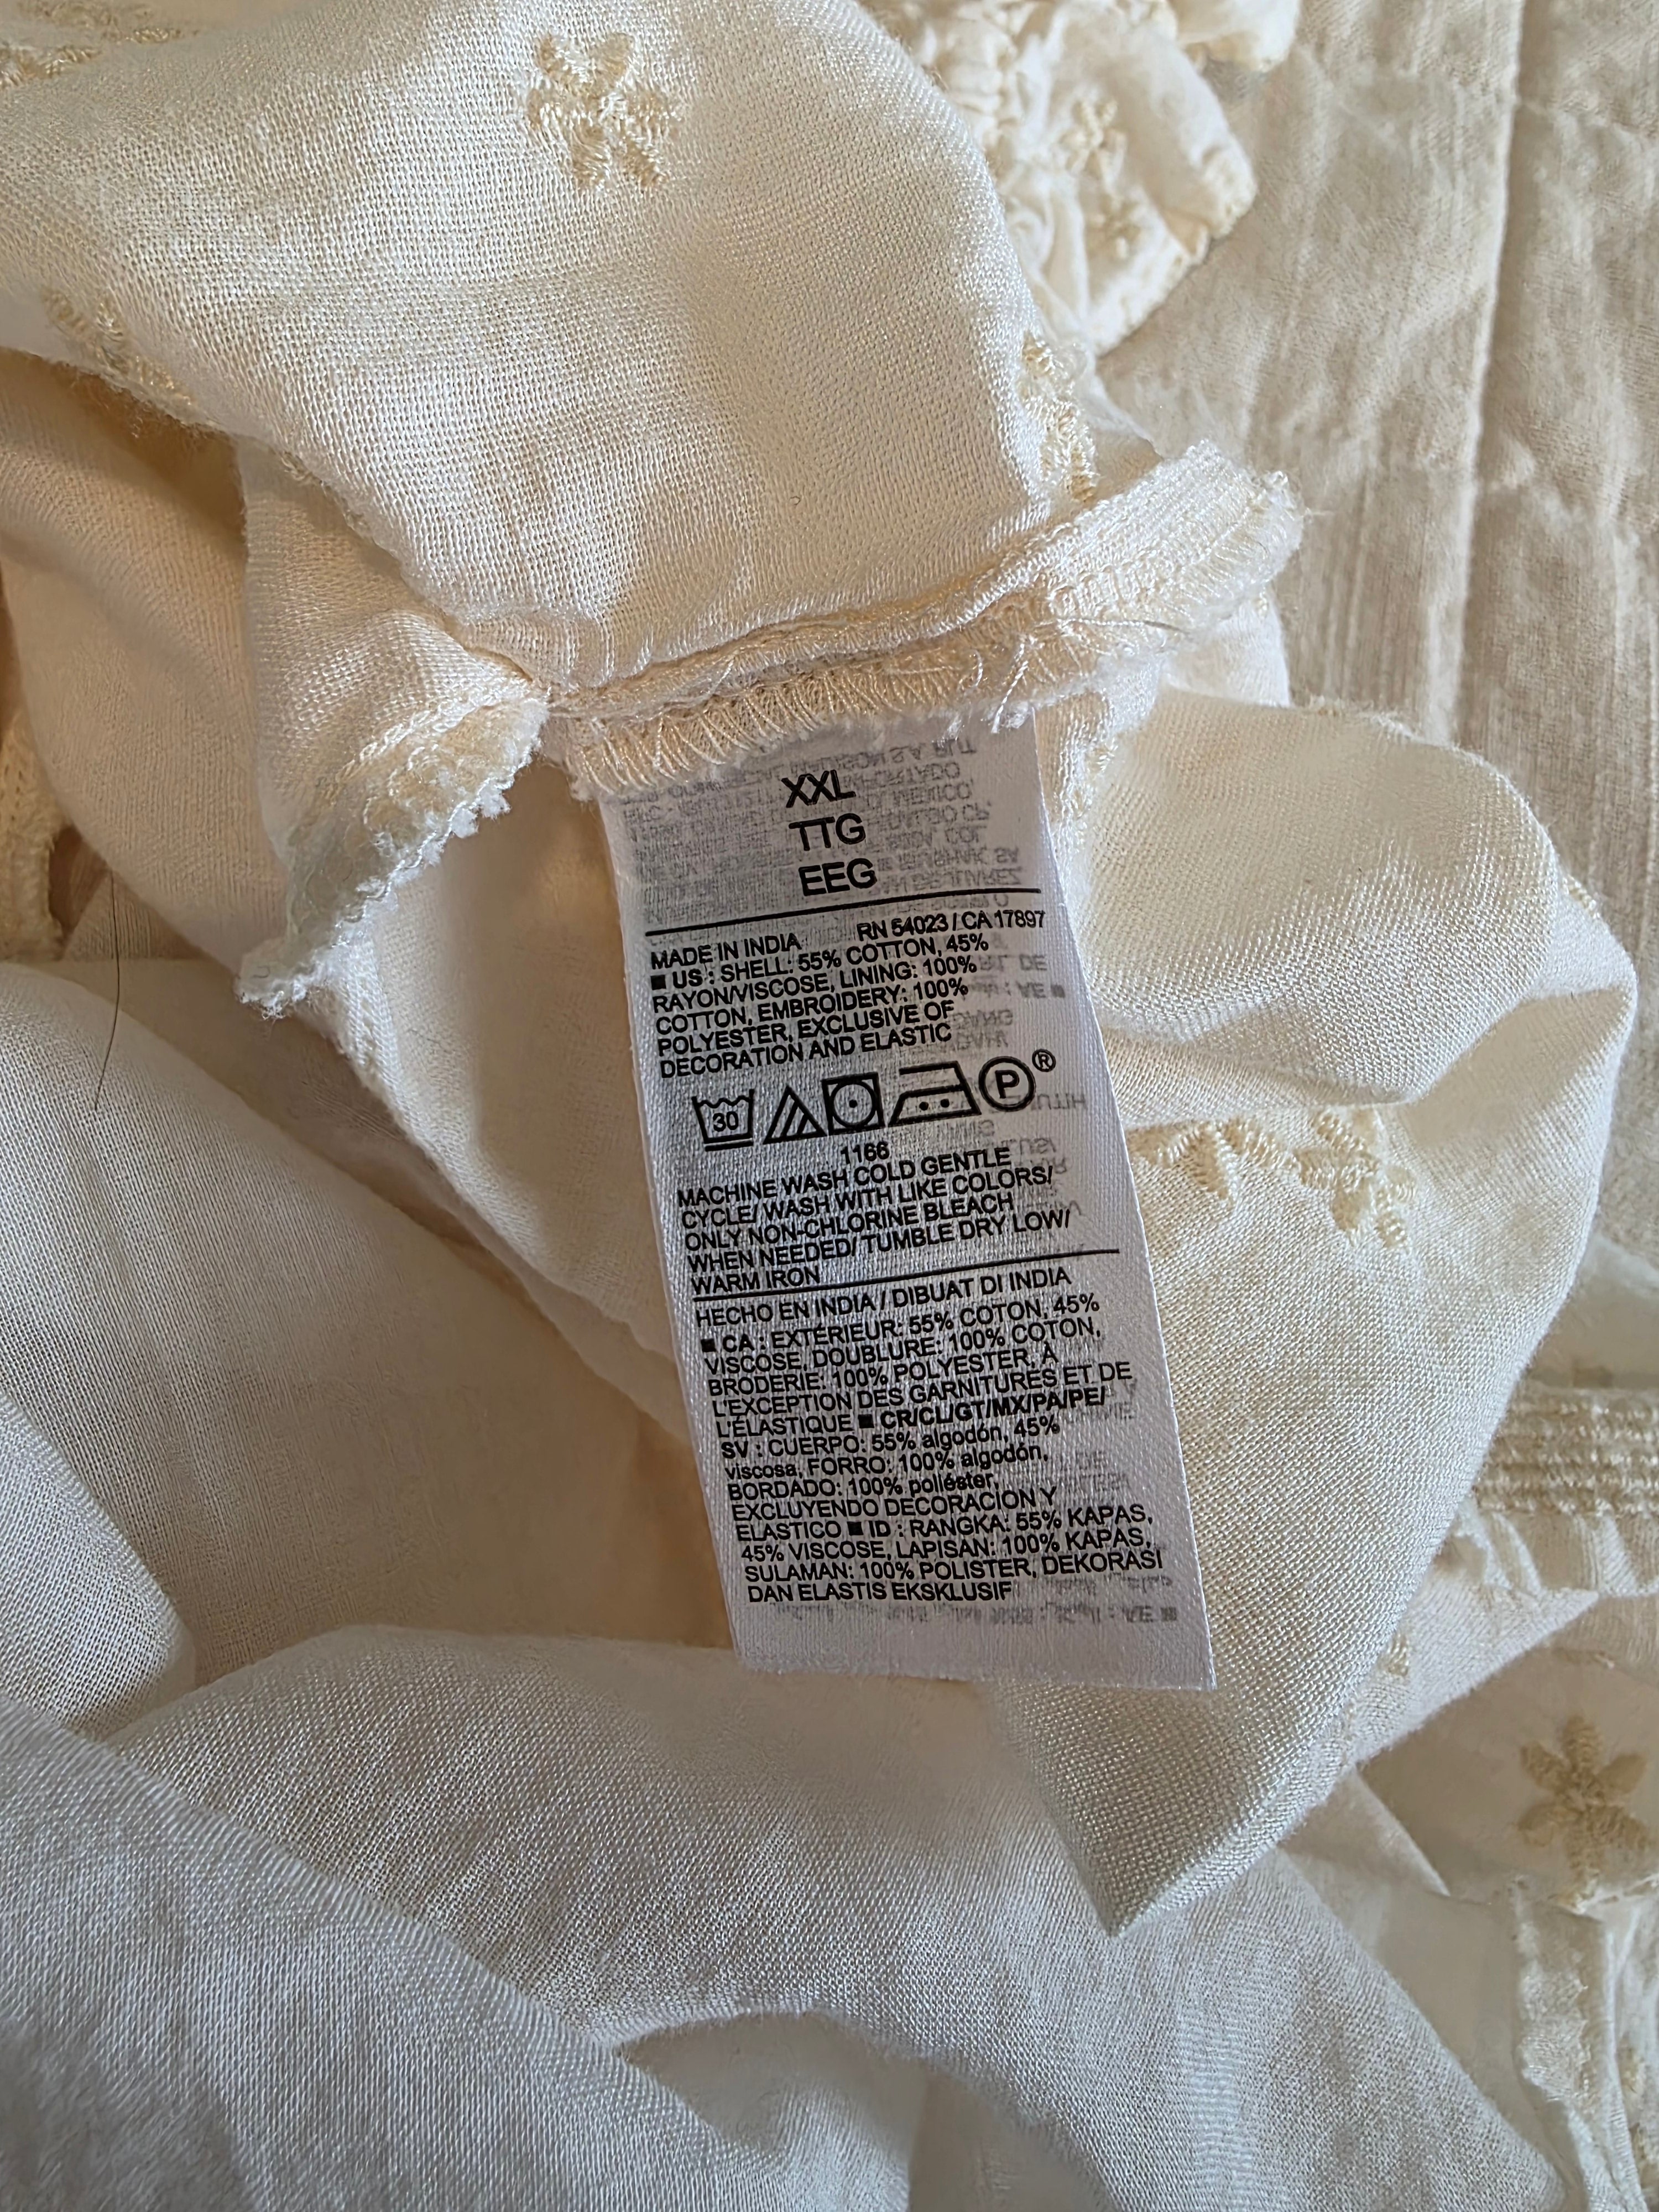 XXL
TTG
EEG
RN 54023 / CA 17897
MADE IN INDIA
■ US : SHELL: 55% COTTON, 45%
RAYON/VISCOSE, LINING: 100%
COTTON, EMBROIDERY: 100%
POLYESTER, EXCLUSIVE OF
DECORATION AND ELASTIC
30 P ®
1166
MACHINE WASH COLD GENTLE
CYCLE/ WASH WITH LIKE COLORS/
ONLY NON-CHLORINE BLEACH
WHEN NEEDED/ TUMBLE DRY LOW/
WARM IRON
HECHO EN INDIA / DIBUAT DI INDIA
■ CA : EXTÉRIEUR: 55% COTON, 45%
VISCOSE, DOUBLURE: 100% COTON,
BRODERIE: 100% POLYESTER, À
L'EXCEPTION DES GARNITURES ET DE
L'ÉLASTIQUE ■ CR/CL/GT/MX/PA/PE/
SV : CUERPO: 55% algodón, 45%
viscosa, FORRO: 100% algodón,
BORDADO: 100% poliéster,
EXCLUYENDO DECORACION Y
ELASTICO ■ ID : RANGKA: 55% KAPAS,
45% VISCOSE, LAPISAN: 100% KAPAS,
SULAMAN: 100% POLISTER, DEKORASI
DAN ELASTIS EKSKLUSIF